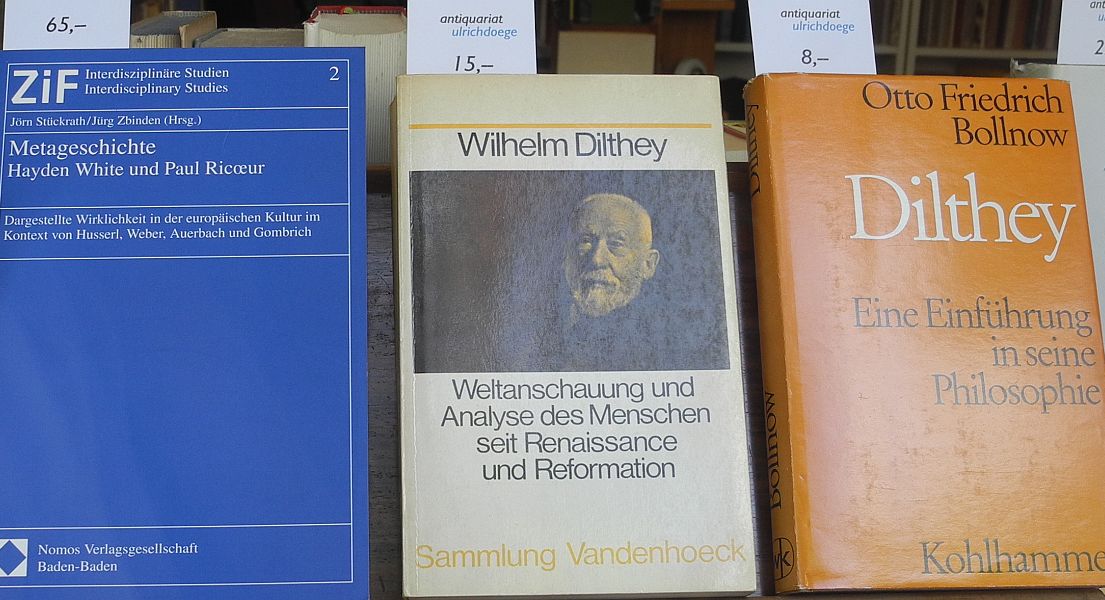 65,–
ZiF
Interdisziplinäre Studien
Interdisciplinary Studies
2
Jörn Stückrath/Jürg Zbinden (Hrsg.)
Metageschichte
Hayden White und Paul Ricœur
Dargestellte Wirklichkeit in der europäischen Kultur im
Kontext von Husserl, Weber, Auerbach und Gombrich
Nomos Verlagsgesellschaft
Baden-Baden
antiquariat
ulrichdoege
15,–
Wilhelm Dilthey
Weltanschauung und
Analyse des Menschen
seit Renaissance
und Reformation
Sammlung Vandenhoeck
antiquariat
ulrichdoege
8,–
Dilthey
Bollnow
Otto Friedrich
Bollnow
Dilthey
Eine Einführung
in seine
Philosophie
Kohlhamme